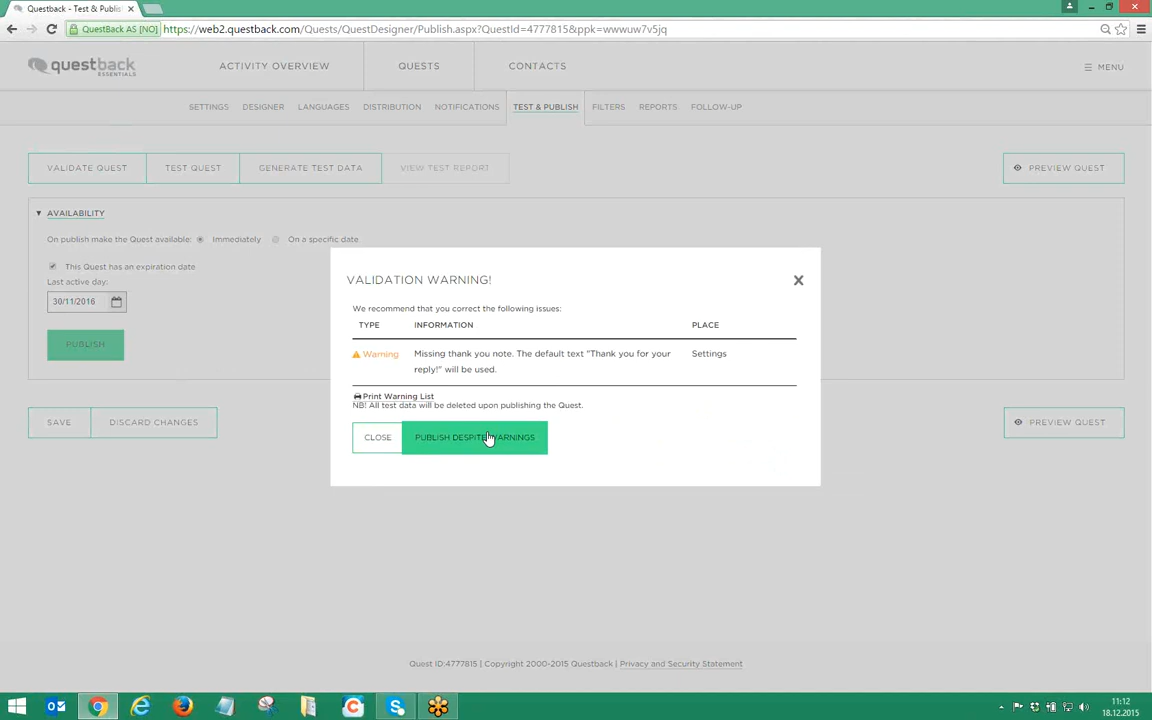 Questback - Test & Publis
QuestBack AS [NO] https://web2.questback.com/Quests/QuestDesigner/Publish.aspx?QuestId=4777815&ppk=wwwuw7v5jq
questback
ESSENTIALS
ACTIVITY OVERVIEW
QUESTS
CONTACTS
MENU
SETTINGS
DESIGNER
LANGUAGES
DISTRIBUTION
NOTIFICATIONS
TEST & PUBLISH
FILTERS
REPORTS
FOLLOW-UP
VALIDATE QUEST
TEST QUEST
GENERATE TEST DATA
VIEW TEST REPORT
PREVIEW QUEST
AVAILABILITY
On publish make the Quest available: Immediately On a specific date
This Quest has an expiration date
Last active day:
30/11/2016
PUBLISH
VALIDATION WARNING!
We recommend that you correct the following issues:
TYPE INFORMATION PLACE
Warning Missing thank you note. The default text "Thank you for your Settings
reply!" will be used.
Print Warning List
NB! All test data will be deleted upon publishing the Quest.
CLOSE
PUBLISH DESPITE WARNINGS
SAVE
DISCARD CHANGES
PREVIEW QUEST
Quest ID:4777815 | Copyright 2000-2015 Questback | Privacy and Security Statement
11:12
18.12.2015